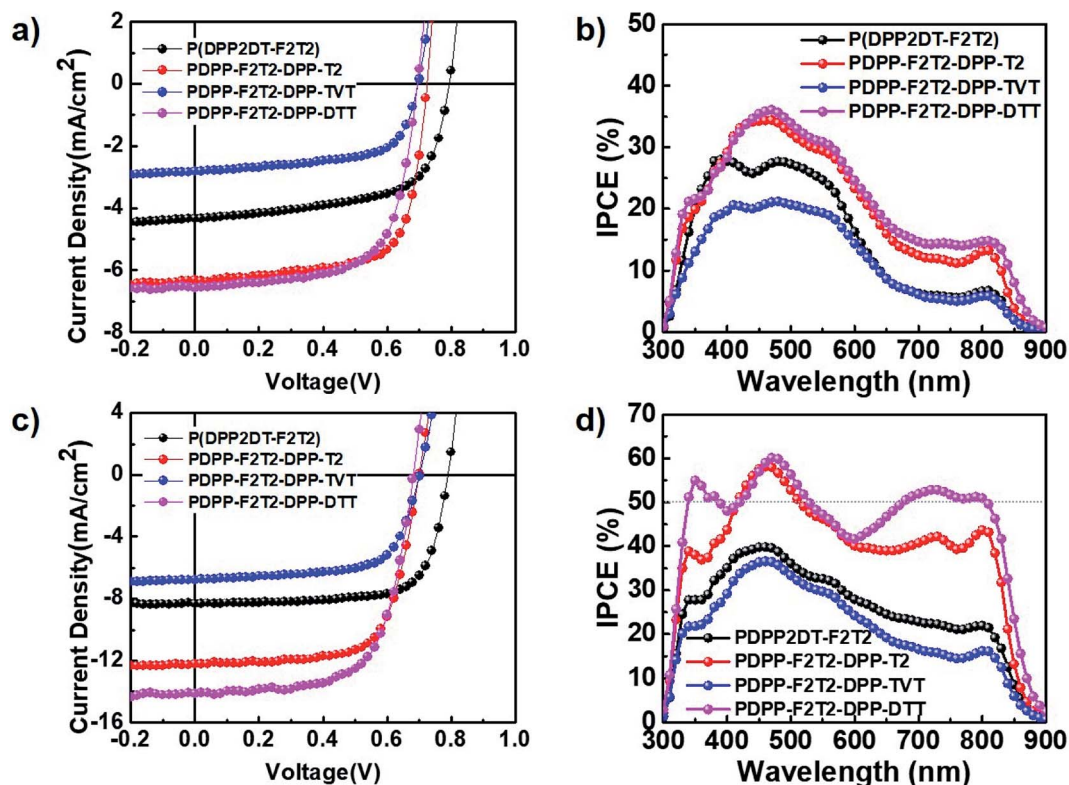 a)
2
0
-2
-4
-6
-8
Current Density(mA/cm²)
P(DPP2DT-F2T2)
PDPP-F2T2-DPP-T2
PDPP-F2T2-DPP-TVT
PDPP-F2T2-DPP-DTT
-0.2 0.0 0.2 0.4 0.6 0.8 1.0
Voltage(V)
b)
60
50
40
30
20
10
0
IPCE (%)
P(DPP2DT-F2T2)
PDPP-F2T2-DPP-T2
PDPP-F2T2-DPP-TVT
PDPP-F2T2-DPP-DTT
300 400 500 600 700 800 900
Wavelength (nm)
c)
4
0
-4
-8
-12
-16
Current Density(mA/cm²)
P(DPP2DT-F2T2)
PDPP-F2T2-DPP-T2
PDPP-F2T2-DPP-TVT
PDPP-F2T2-DPP-DTT
-0.2 0.0 0.2 0.4 0.6 0.8 1.0
Voltage(V)
d)
70
60
50
40
30
20
10
0
IPCE (%)
PDPP2DT-F2T2
PDPP-F2T2-DPP-T2
PDPP-F2T2-DPP-TVT
PDPP-F2T2-DPP-DTT
300 400 500 600 700 800 900
Wavelength (nm)